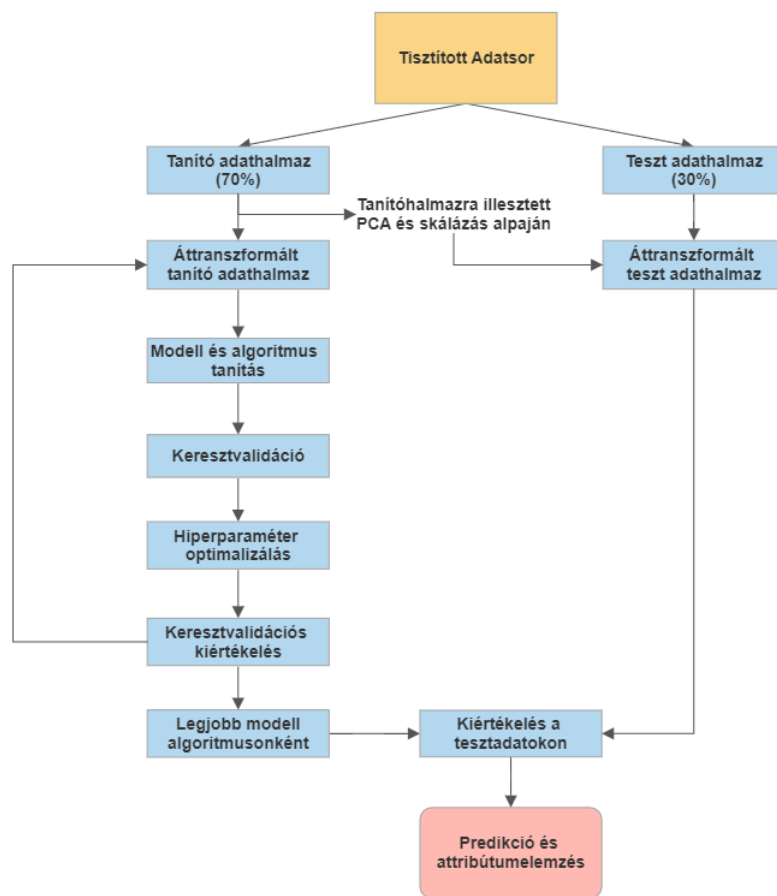 Tisztított Adatsor
Tanító adathalmaz
(70%)
Teszt adathalmaz
(30%)
Tanítóhalmazra illesztett
PCA és skálázás alpaján
Áttranszformált
tanító adathalmaz
Áttranszformált
teszt adathalmaz
Modell és algoritmus
tanítás
Keresztvalidáció
Hiperparaméter
optimalizálás
Keresztvalidációs
kiértékelés
Legjobb modell
algoritmusonként
Kiértékelés a
tesztadatokon
Predikció és
attribútumelemzés